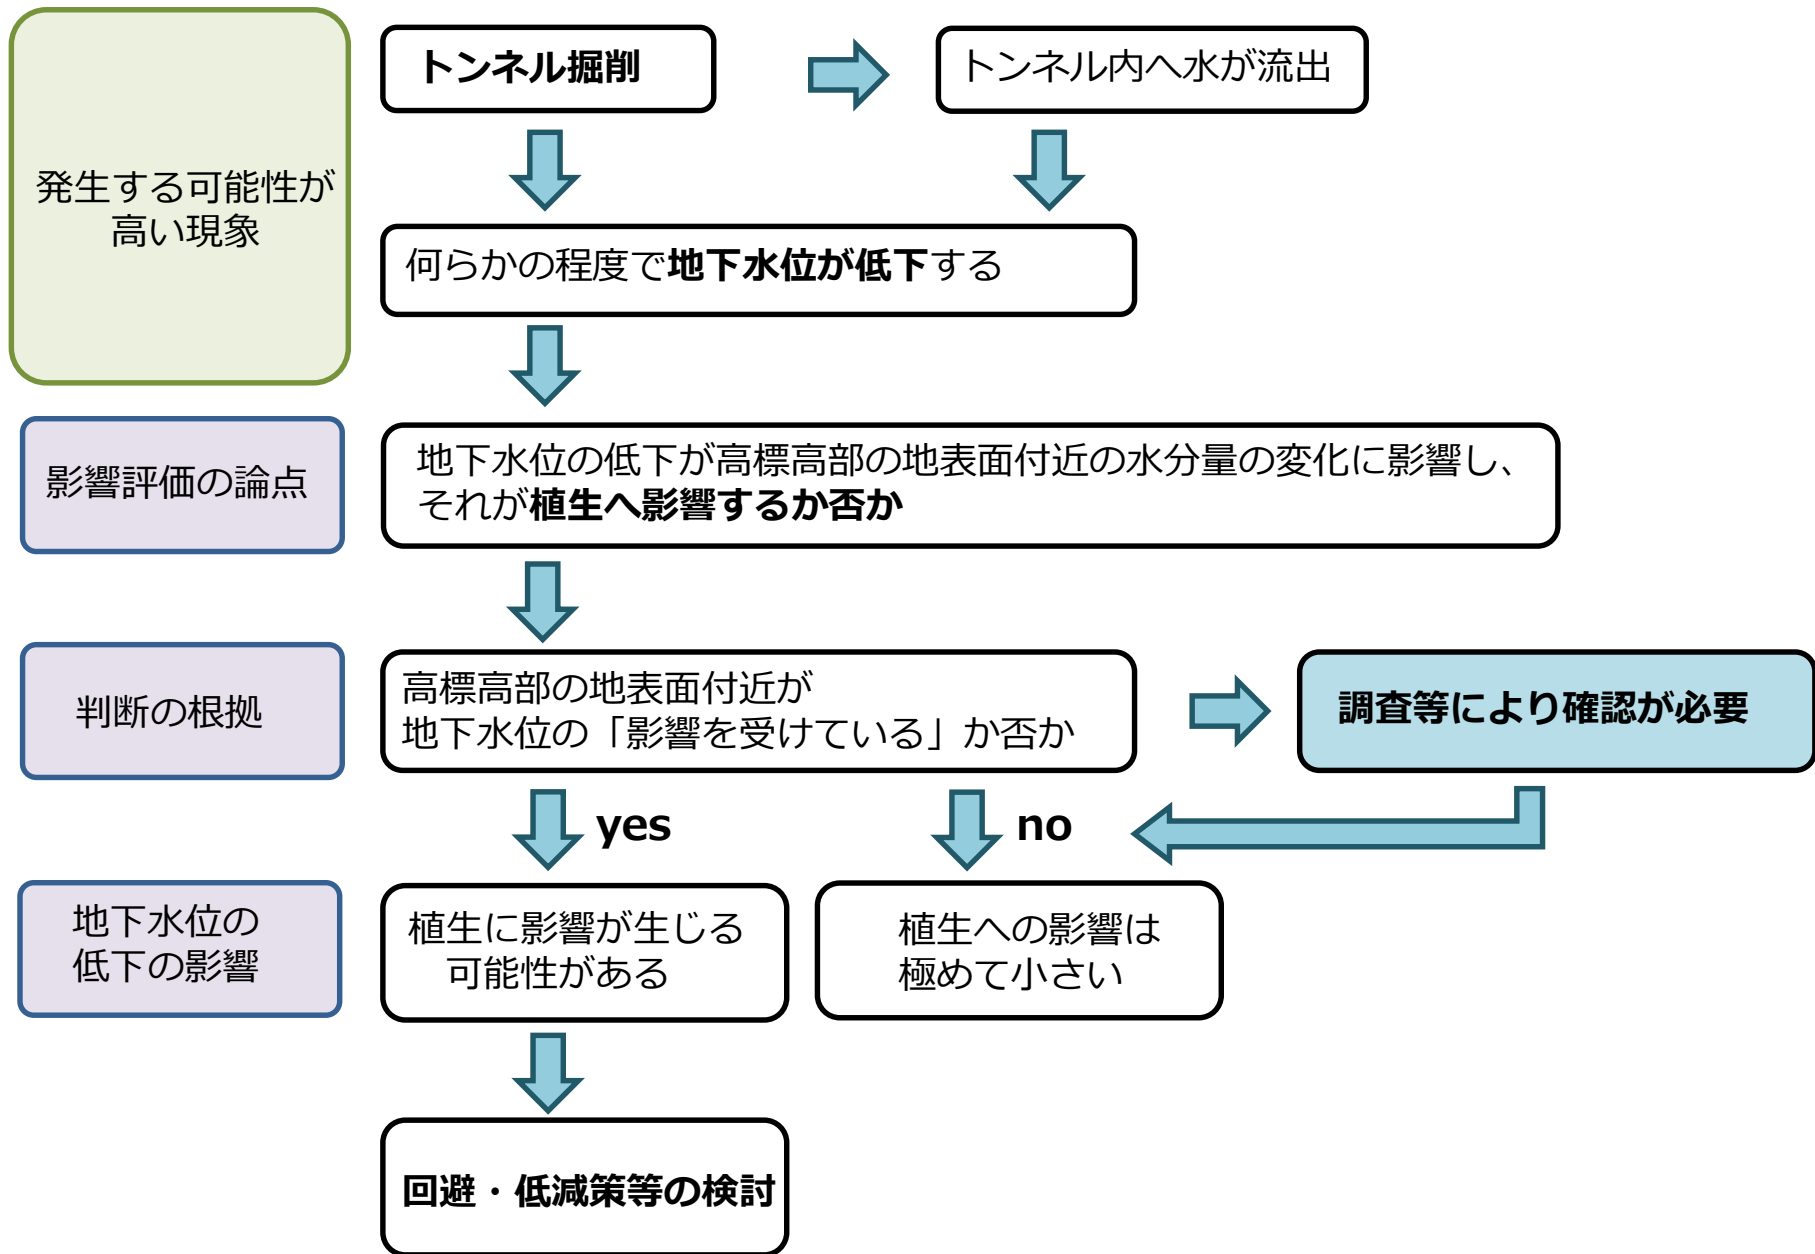 発生する可能性が
高い現象
トンネル掘削
トンネル内へ水が流出
何らかの程度で地下水位が低下する
影響評価の論点
地下水位の低下が高標高部の地表面付近の水分量の変化に影響し、
それが植生へ影響するか否か
判断の根拠
高標高部の地表面付近が
地下水位の「影響を受けている」か否か
調査等により確認が必要
yes
no
地下水位の
低下の影響
植生に影響が生じる
可能性がある
植生への影響は
極めて小さい
回避・低減策等の検討